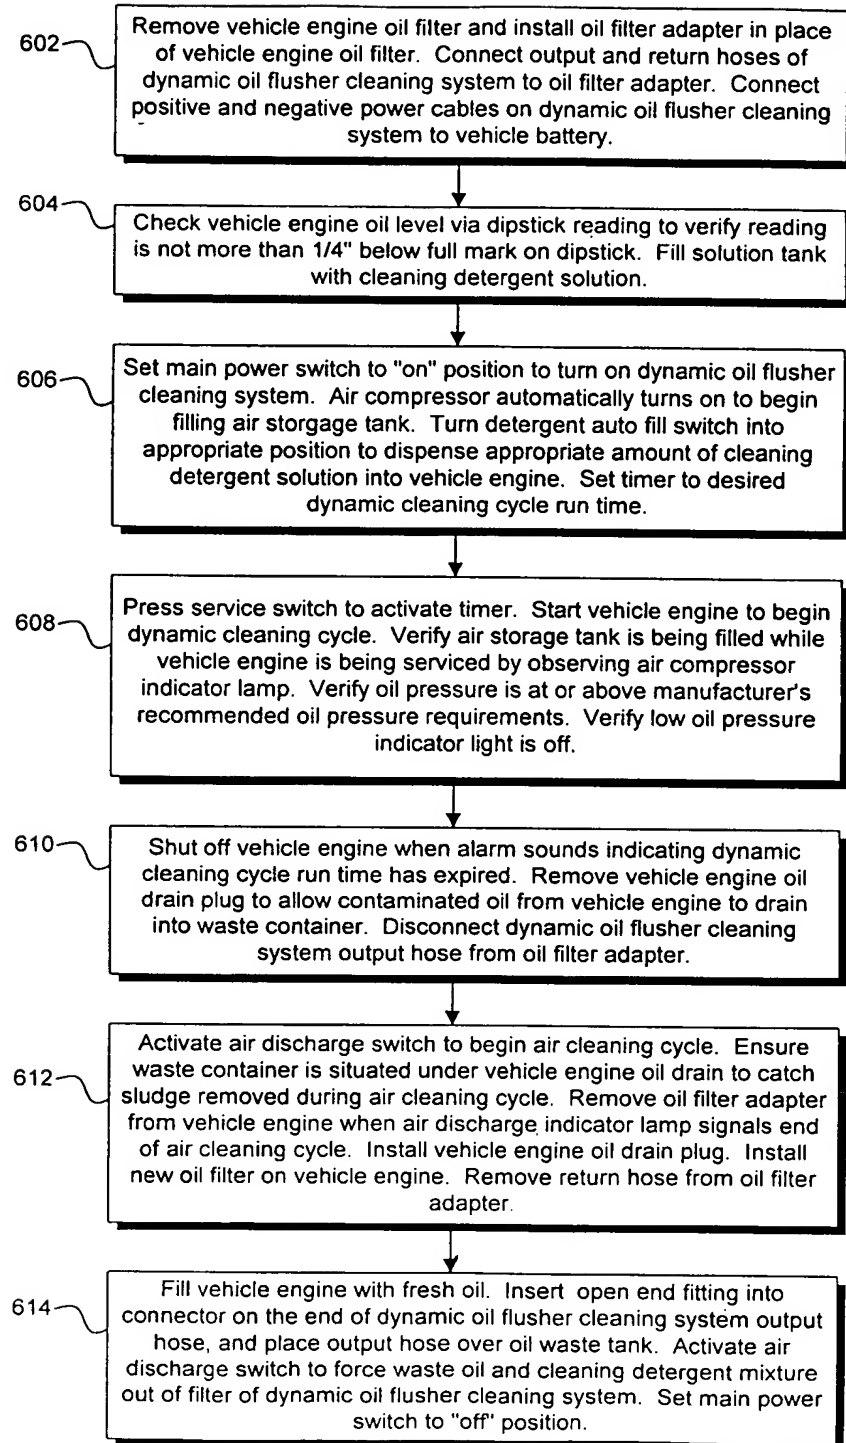 602
Remove vehicle engine oil filter and install oil filter adapter in place
of vehicle engine oil filter. Connect output and return hoses of
dynamic oil flusher cleaning system to oil filter adapter. Connect
positive and negative power cables on dynamic oil flusher cleaning
system to vehicle battery.
604
Check vehicle engine oil level via dipstick reading to verify reading
is not more than 1/4" below full mark on dipstick. Fill solution tank
with cleaning detergent solution.
606
Set main power switch to "on" position to turn on dynamic oil flusher
cleaning system. Air compressor automatically turns on to begin
filling air storgage tank. Turn detergent auto fill switch into
appropriate position to dispense appropriate amount of cleaning
detergent solution into vehicle engine. Set timer to desired
dynamic cleaning cycle run time.
608
Press service switch to activate timer. Start vehicle engine to begin
dynamic cleaning cycle. Verify air storage tank is being filled while
vehicle engine is being serviced by observing air compressor
indicator lamp. Verify oil pressure is at or above manufacturer's
recommended oil pressure requirements. Verify low oil pressure
indicator light is off.
610
Shut off vehicle engine when alarm sounds indicating dynamic
cleaning cycle run time has expired. Remove vehicle engine oil
drain plug to allow contaminated oil from vehicle engine to drain
into waste container. Disconnect dynamic oil flusher cleaning
system output hose from oil filter adapter.
612
Activate air discharge switch to begin air cleaning cycle. Ensure
waste container is situated under vehicle engine oil drain to catch
sludge removed during air cleaning cycle. Remove oil filter adapter
from vehicle engine when air discharge indicator lamp signals end
of air cleaning cycle. Install vehicle engine oil drain plug. Install
new oil filter on vehicle engine. Remove return hose from oil filter
adapter.
614
Fill vehicle engine with fresh oil. Insert open end fitting into
connector on the end of dynamic oil flusher cleaning system output
hose, and place output hose over oil waste tank. Activate air
discharge switch to force waste oil and cleaning detergent mixture
out of filter of dynamic oil flusher cleaning system. Set main power
switch to "off" position.